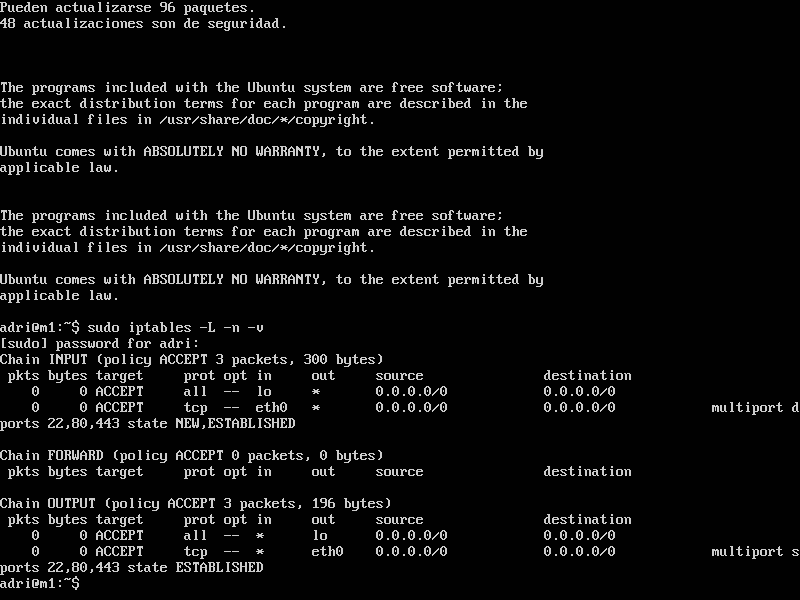 Pueden actualizarse 96 paquetes.
48 actualizaciones son de seguridad.
The programs included with the Ubuntu system are free software;
the exact distribution terms for each program are described in the
individual files in /usr/share/doc/*/copyright.
Ubuntu comes with ABSOLUTELY NO WARRANTY, to the extent permitted by
applicable law.
The programs included with the Ubuntu system are free software;
the exact distribution terms for each program are described in the
individual files in /usr/share/doc/*/copyright.
Ubuntu comes with ABSOLUTELY NO WARRANTY, to the extent permitted by
applicable law.
adri@m1:~$ sudo iptables -L -n -v
[sudo] password for adri:
Chain INPUT (policy ACCEPT 3 packets, 300 bytes)
 pkts bytes target     prot opt in     out     source               destination
    0     0 ACCEPT     all  --  lo     *       0.0.0.0/0            0.0.0.0/0
    0     0 ACCEPT     tcp  --  eth0   *       0.0.0.0/0            0.0.0.0/0            multiport d
ports 22,80,443 state NEW,ESTABLISHED
Chain FORWARD (policy ACCEPT 0 packets, 0 bytes)
 pkts bytes target     prot opt in     out     source               destination
Chain OUTPUT (policy ACCEPT 3 packets, 196 bytes)
 pkts bytes target     prot opt in     out     source               destination
    0     0 ACCEPT     all  --  *      lo      0.0.0.0/0            0.0.0.0/0
    0     0 ACCEPT     tcp  --  *      eth0    0.0.0.0/0            0.0.0.0/0            multiport s
ports 22,80,443 state ESTABLISHED
adri@m1:~$